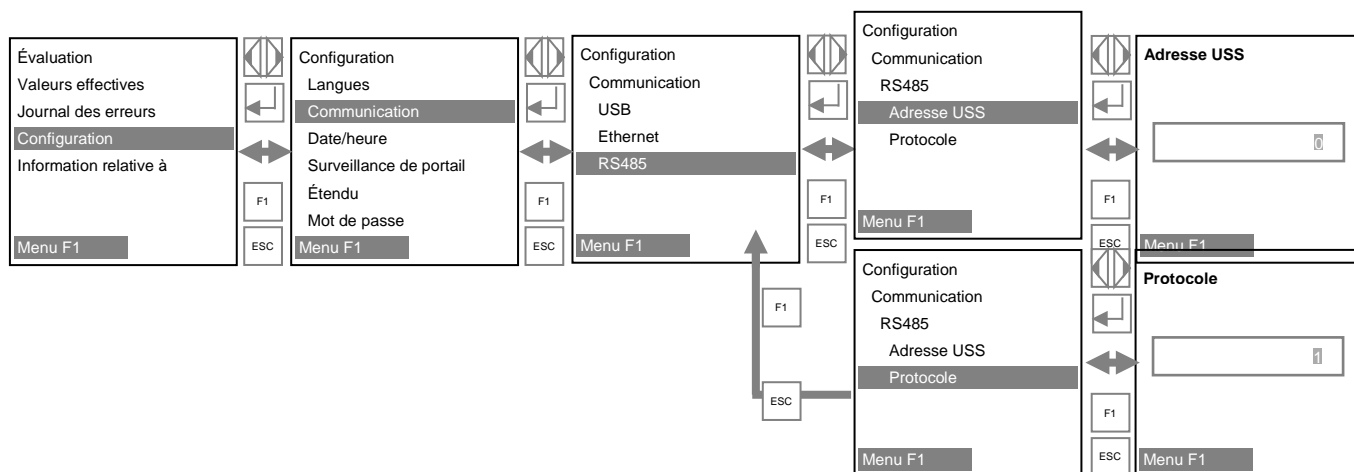 Évaluation
Valeurs effectives
Journal des erreurs
Configuration
Information relative à
Menu F1
F1
ESC
Configuration
Langues
Communication
Date/heure
Surveillance de portail
Étendu
Mot de passe
Menu F1
F1
ESC
Configuration
Communication
USB
Ethernet
RS485
Menu F1
F1
ESC
Configuration
Communication
RS485
Adresse USS
Protocole
Menu F1
F1
ESC
Adresse USS
0
Menu F1
F1
ESC
Configuration
Communication
RS485
Adresse USS
Protocole
Menu F1
F1
ESC
Protocole
1
Menu F1